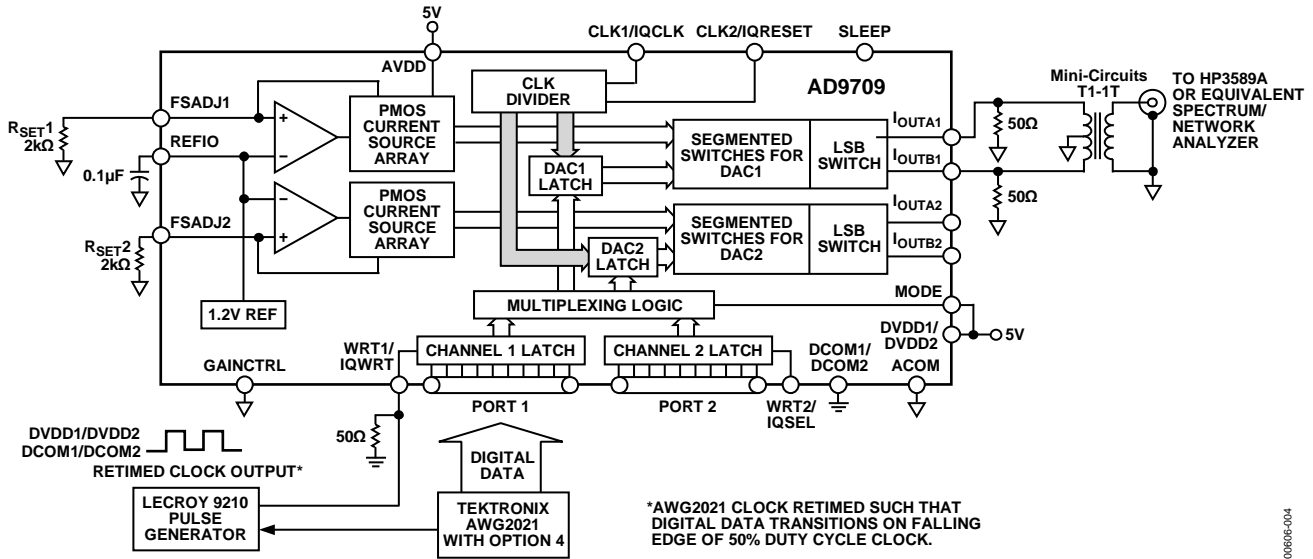 5V
CLK1/IQCLK
CLK2/IQRESET
SLEEP
AVDD
CLK
DIVIDER
AD9709
Mini-Circuits
T1-1T
TO HP3589A
OR EQUIVALENT
SPECTRUM/
NETWORK
ANALYZER
FSADJ1
RSET1
2kΩ
REFIO
0.1µF
+
–
PMOS
CURRENT
SOURCE
ARRAY
DAC1
LATCH
SEGMENTED
SWITCHES FOR
DAC1
LSB
SWITCH
IOUTA1
IOUTB1
50Ω
50Ω
FSADJ2
RSET2
2kΩ
–
+
PMOS
CURRENT
SOURCE
ARRAY
DAC2
LATCH
SEGMENTED
SWITCHES FOR
DAC2
LSB
SWITCH
IOUTA2
IOUTB2
1.2V REF
MULTIPLEXING LOGIC
MODE
DVDD1/
DVDD2
5V
WRT1/
IQWRT
CHANNEL 1 LATCH
CHANNEL 2 LATCH
DCOM1/
DCOM2
ACOM
GAINCTRL
PORT 1
PORT 2
WRT2/
IQSEL
50Ω
DVDD1/DVDD2
DCOM1/DCOM2
RETIMED CLOCK OUTPUT*
DIGITAL
DATA
LECROY 9210
PULSE
GENERATOR
TEKTRONIX
AWG2021
WITH OPTION 4
*AWG2021 CLOCK RETIMED SUCH THAT
DIGITAL DATA TRANSITIONS ON FALLING
EDGE OF 50% DUTY CYCLE CLOCK.
00606-004